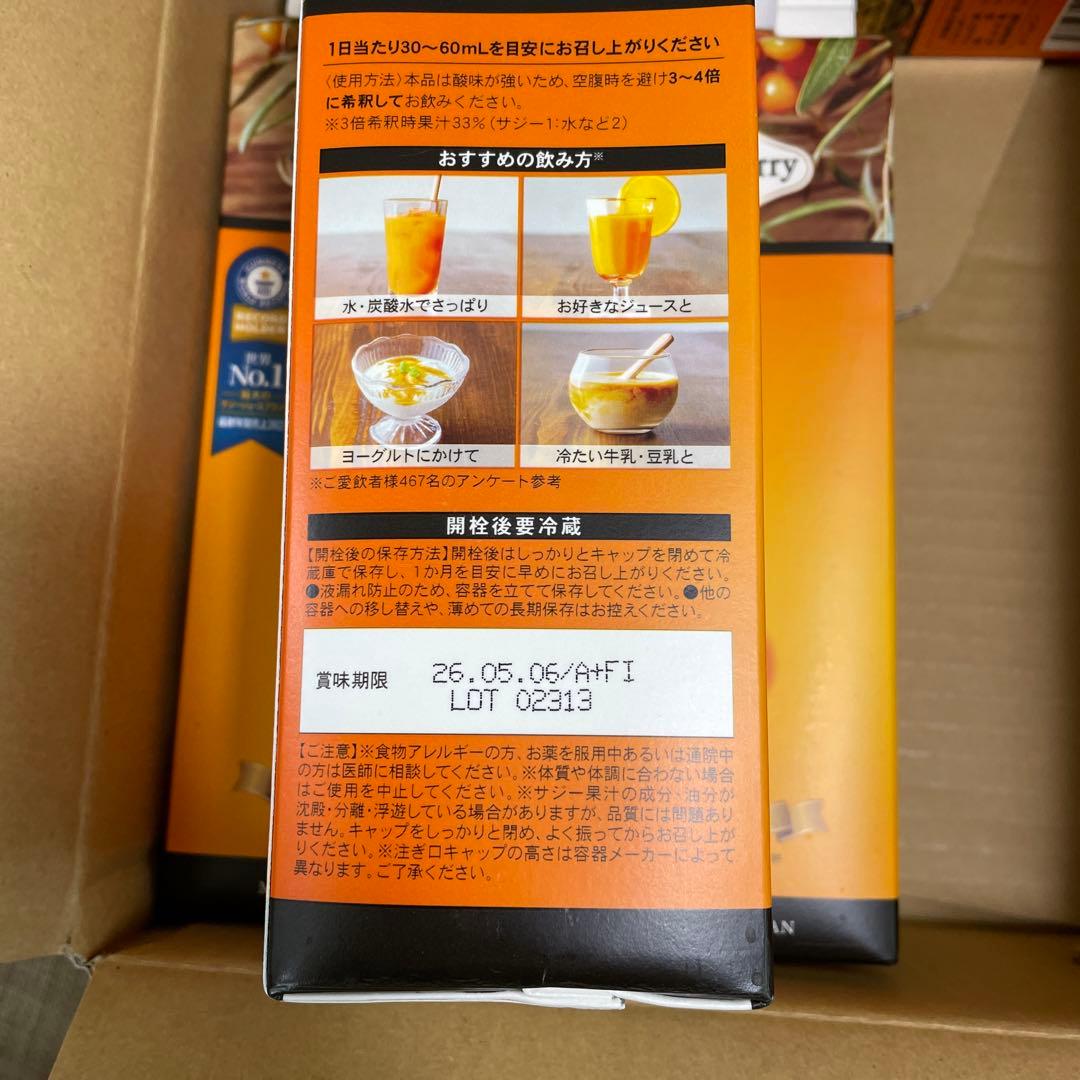 1日当たり30〜60mLを目安にお召し上がりください
〈使用方法〉本品は酸味が強いため、空腹時を避け3〜4倍
に希釈してお飲みください。
※3倍希釈時果汁33%(サジー1:水など2)
おすすめの飲み方※
水・炭酸水でさっぱり
お好きなジュースと
ヨーグルトにかけて
冷たい牛乳・豆乳と
※ご愛飲者様467名のアンケート参考
開栓後要冷蔵
【開栓後の保存方法】開栓後はしっかりとキャップを閉めて冷
蔵庫で保存し、1か月を目安に早めにお召し上がりください。
●液漏れ防止のため、容器を立てて保存してください。●他の
容器への移し替えや、薄めての長期保存はお控えください。
賞味期限
26.05.06/A+FI
LOT 02313
【ご注意】※食物アレルギーの方、お薬を服用中あるいは通院中
の方は医師に相談してください。※体質や体調に合わない場合
はご使用を中止してください。※サジー果汁の成分・油分が
沈殿・分離・浮遊している場合がありますが、品質には問題あり
ません。キャップをしっかりと閉め、よく振ってからお召し上が
りください。※注ぎ口キャップの高さは容器メーカーによって
異なります。ご了承ください。
rry
RECORD
HOLDER
世界
No.1
AN